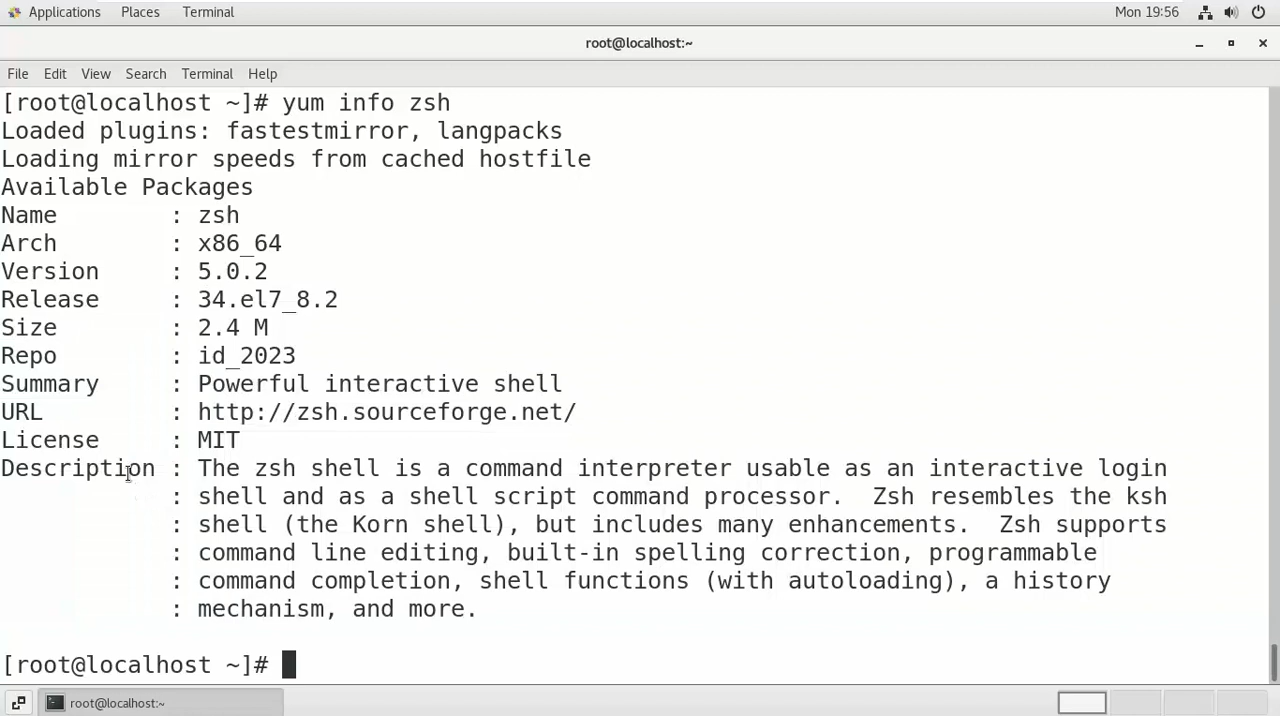 Applications Places Terminal Mon 19:56
root@localhost:~
File Edit View Search Terminal Help
[root@localhost ~]# yum info zsh
Loaded plugins: fastestmirror, langpacks
Loading mirror speeds from cached hostfile
Available Packages
Name        : zsh
Arch        : x86_64
Version     : 5.0.2
Release     : 34.el7_8.2
Size        : 2.4 M
Repo        : id_2023
Summary     : Powerful interactive shell
URL         : http://zsh.sourceforge.net/
License     : MIT
Description : The zsh shell is a command interpreter usable as an interactive login
            : shell and as a shell script command processor.  Zsh resembles the ksh
            : shell (the Korn shell), but includes many enhancements.  Zsh supports
            : command line editing, built-in spelling correction, programmable
            : command completion, shell functions (with autoloading), a history
            : mechanism, and more.
[root@localhost ~]#
root@localhost:~